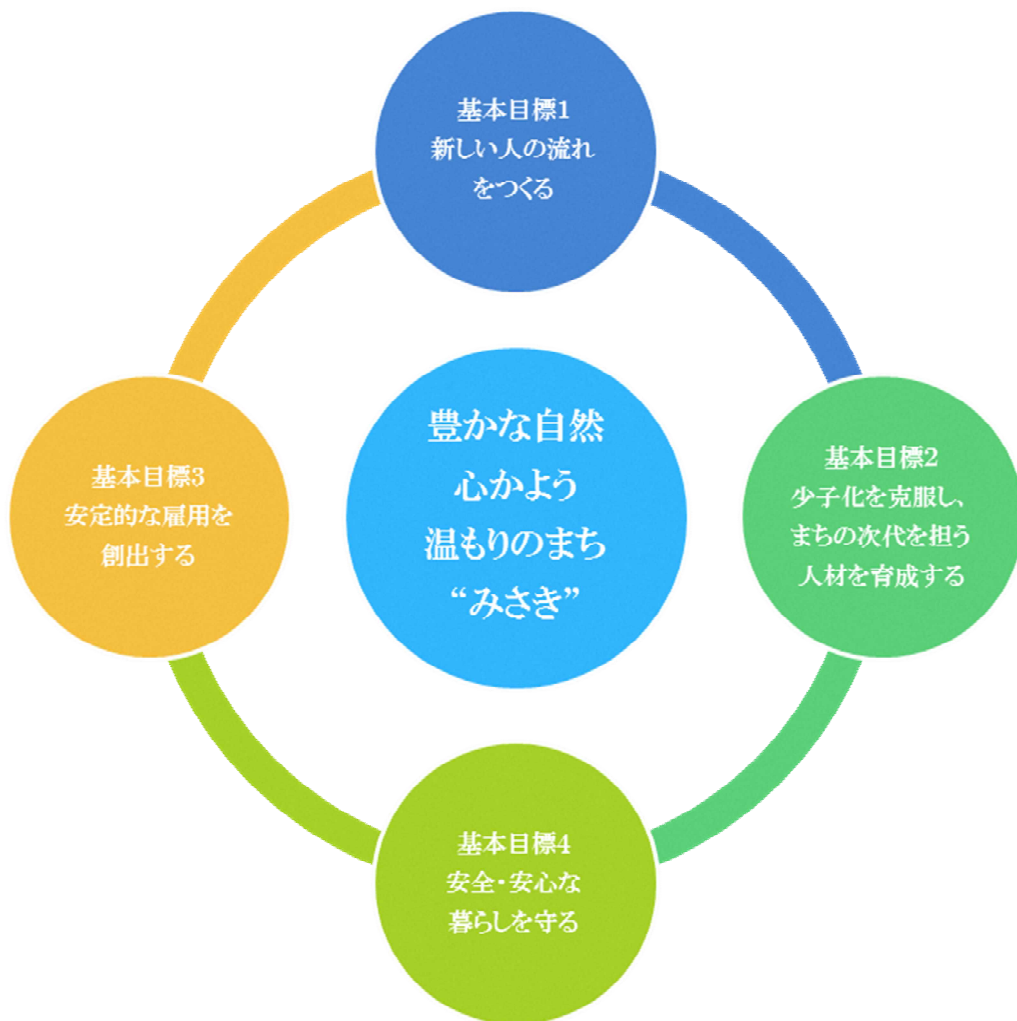 基本目標1
新しい人の流れ
をつくる
豊かな自然
心かよう
温もりのまち
“みさき”
基本目標2
少子化を克服し、
まちの次代を担う
人材を育成する
基本目標3
安定的な雇用を
創出する
基本目標4
安全・安心な
暮らしを守る